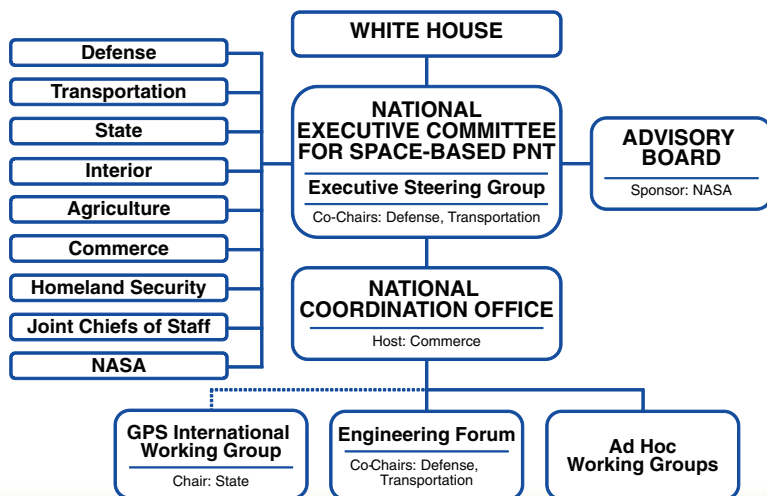 WHITE HOUSE
Defense
Transportation
State
Interior
Agriculture
Commerce
Homeland Security
Joint Chiefs of Staff
NASA
NATIONAL
EXECUTIVE COMMITTEE
FOR SPACE-BASED PNT
Executive Steering Group
Co-Chairs: Defense, Transportation
ADVISORY
BOARD
Sponsor: NASA
NATIONAL
COORDINATION OFFICE
Host: Commerce
GPS International
Working Group
Chair: State
Engineering Forum
Co-Chairs: Defense,
Transportation
Ad Hoc
Working Groups